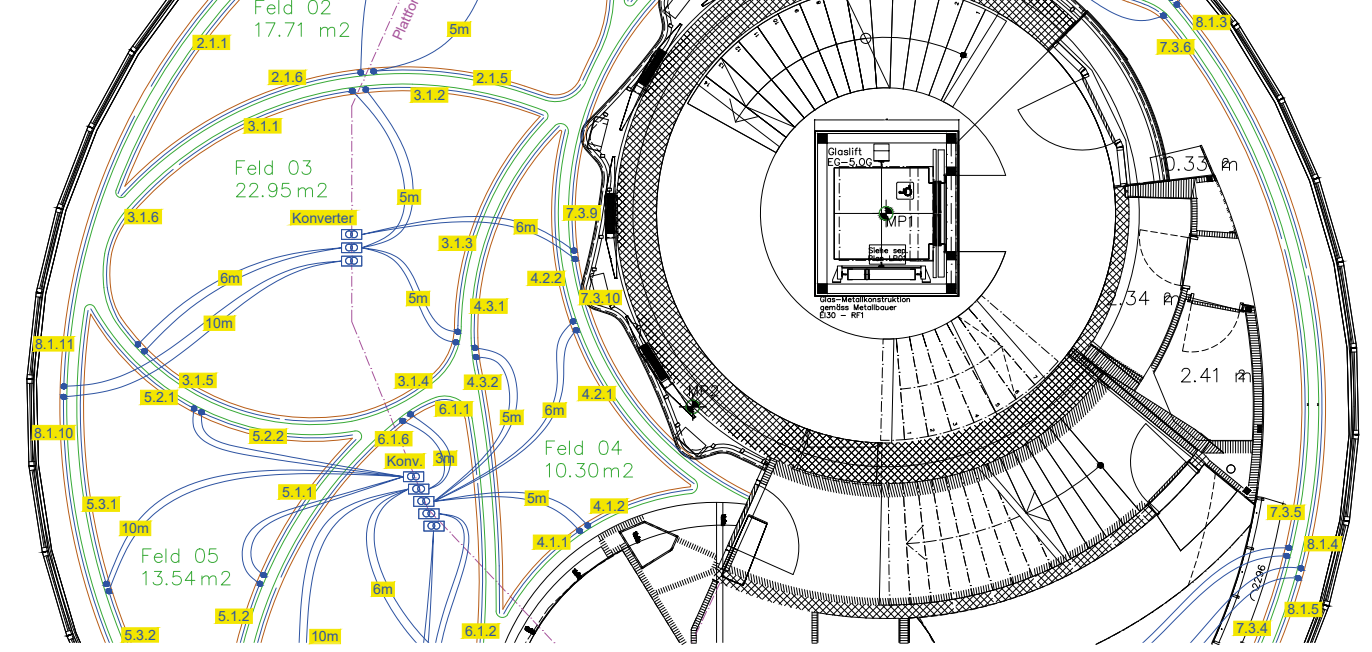 Feld 02
17.71 m2
Plattfor
5m
8.1.3
7.3.6
2.1.1
2.1.6
2.1.5
3.1.2
3.1.1
Feld 03
22.95 m2
3.1.6
5m
Konverter
7.3.9
6m
3.1.3
4.2.2
6m
5m
4.3.1
7.3.10
10m
8.1.11
3.1.5
3.1.4
4.3.2
5.2.1
4.2.1
8.1.10
5.2.2
6.1.1
5m
6m
6.1.6
Konv.
3m
Feld 04
10.30 m2
5.3.1
5.1.1
5m
4.1.2
10m
4.1.1
Feld 05
13.54 m2
6m
5.1.2
5.3.2
10m
6.1.2
Glaslift
EG-5.OG
MP1
Siehe sep.
Glas-Metallkonstruktion
gemäss Metallbauer
EI30 - RF1
MP2
0.33 m2
2.34 m2
2.41 m2
7.3.5
8.1.4
2296
8.1.5
7.3.4